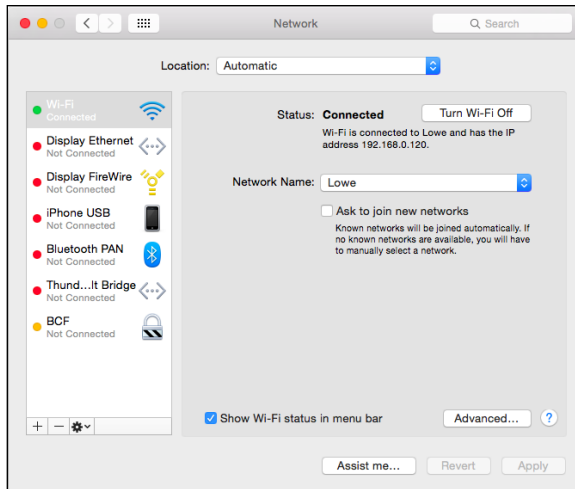 Network
Search
Location: Automatic
Wi-Fi
Connected
Display Ethernet
Not Connected
Display FireWire
Not Connected
iPhone USB
Not Connected
Bluetooth PAN
Not Connected
Thund...lt Bridge
Not Connected
BCF
Not Connected
Status: Connected
Turn Wi-Fi Off
Wi-Fi is connected to Lowe and has the IP
address 192.168.0.120.
Network Name: Lowe
Ask to join new networks
Known networks will be joined automatically. If
no known networks are available, you will have
to manually select a network.
Show Wi-Fi status in menu bar
Advanced...
?
Assist me...
Revert
Apply